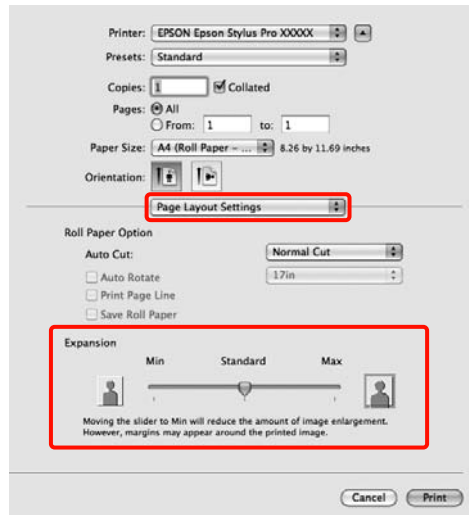 Printer: EPSON Epson Stylus Pro XXXXX
Presets: Standard
Copies: 1 Collated
Pages: All
From: 1 to: 1
Paper Size: A4 (Roll Paper - ... 8.26 by 11.69 inches
Orientation:
Page Layout Settings
Roll Paper Option
Auto Cut: Normal Cut
Auto Rotate 17in
Print Page Line
Save Roll Paper
Expansion
Min Standard Max
Moving the slider to Min will reduce the amount of image enlargement.
However, margins may appear around the printed image.
Cancel Print